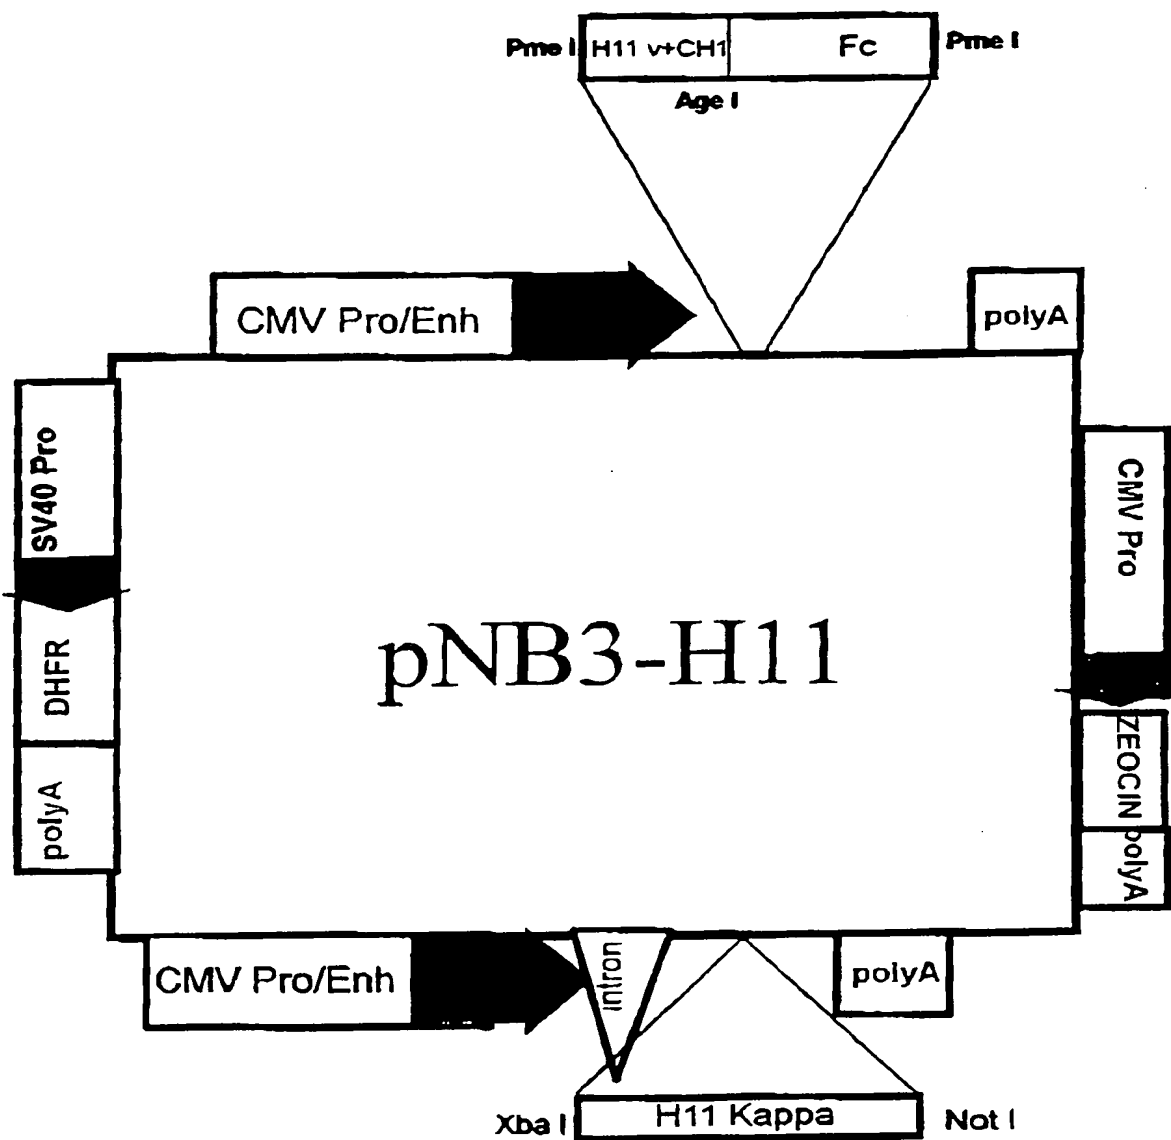 Pme I H11 v+CH1 Fc Pme I
Age I
CMV Pro/Enh
polyA
SV40 Pro
DHFR
polyA
pNB3-H11
CMV Pro
ZEOCIN
polyA
CMV Pro/Enh
intron
polyA
Xba I H11 Kappa Not I